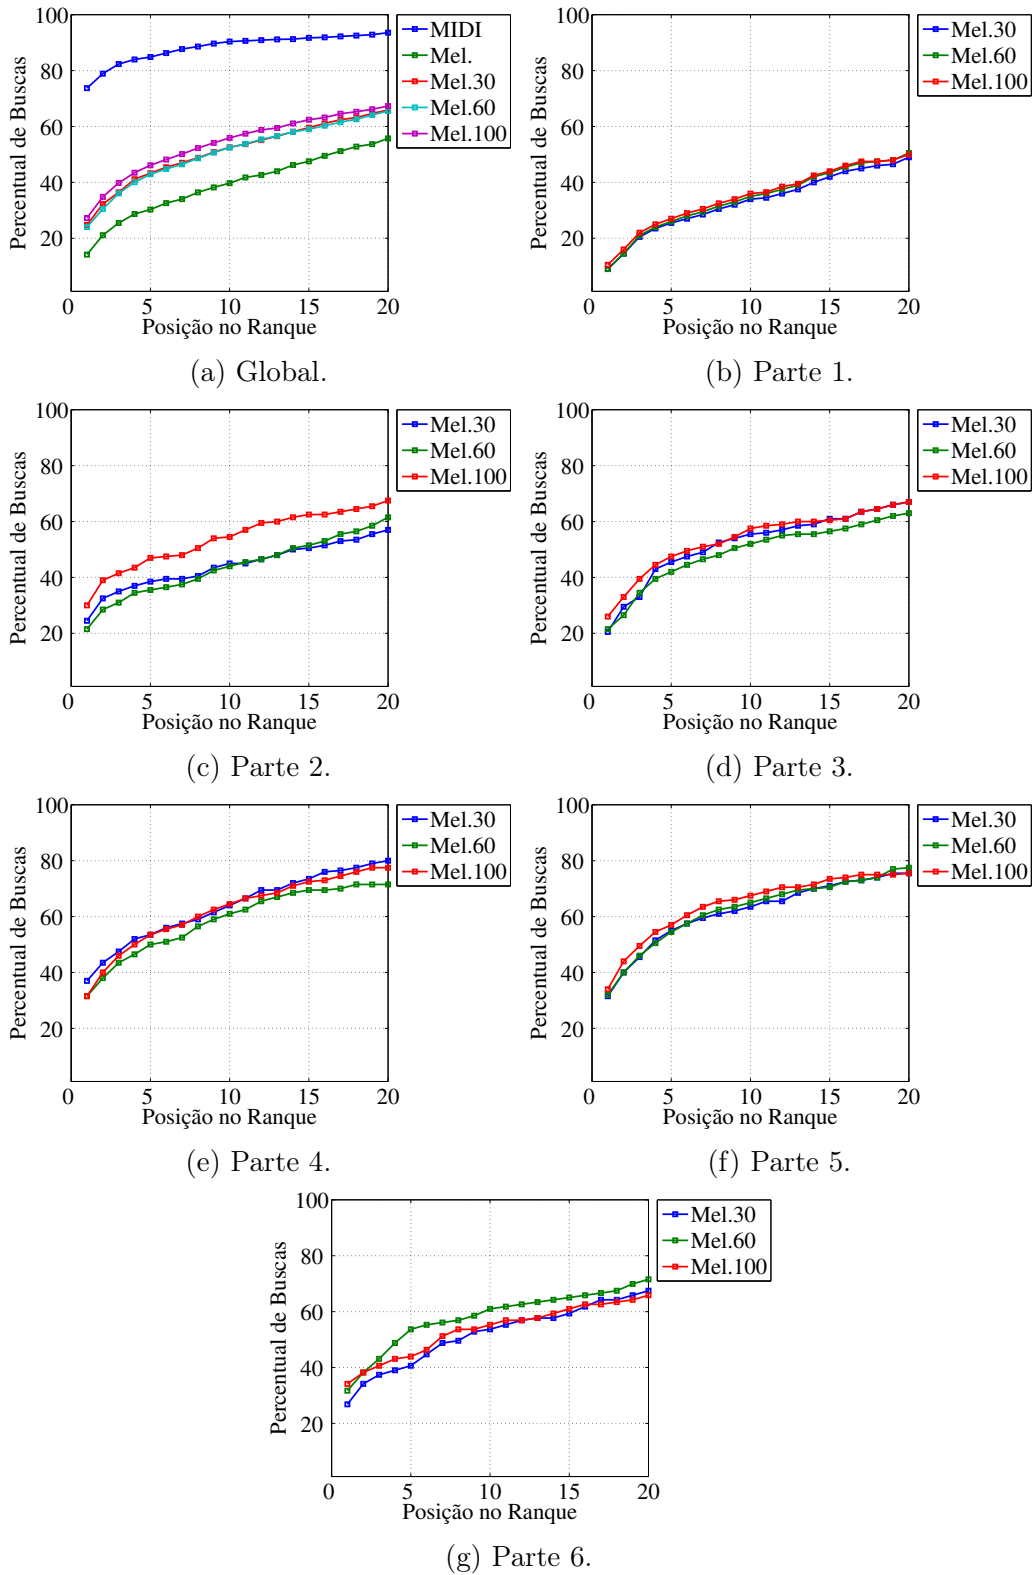 100
80
60
40
20
0
5
10
15
20
Percentual de Buscas
Posição no Ranque
MIDI
Mel.
Mel.30
Mel.60
Mel.100
(a) Global.
100
80
60
40
20
0
5
10
15
20
Percentual de Buscas
Posição no Ranque
Mel.30
Mel.60
Mel.100
(b) Parte 1.
100
80
60
40
20
0
5
10
15
20
Percentual de Buscas
Posição no Ranque
Mel.30
Mel.60
Mel.100
(c) Parte 2.
100
80
60
40
20
0
5
10
15
20
Percentual de Buscas
Posição no Ranque
Mel.30
Mel.60
Mel.100
(d) Parte 3.
100
80
60
40
20
0
5
10
15
20
Percentual de Buscas
Posição no Ranque
Mel.30
Mel.60
Mel.100
(e) Parte 4.
100
80
60
40
20
0
5
10
15
20
Percentual de Buscas
Posição no Ranque
Mel.30
Mel.60
Mel.100
(f) Parte 5.
100
80
60
40
20
0
5
10
15
20
Percentual de Buscas
Posição no Ranque
Mel.30
Mel.60
Mel.100
(g) Parte 6.